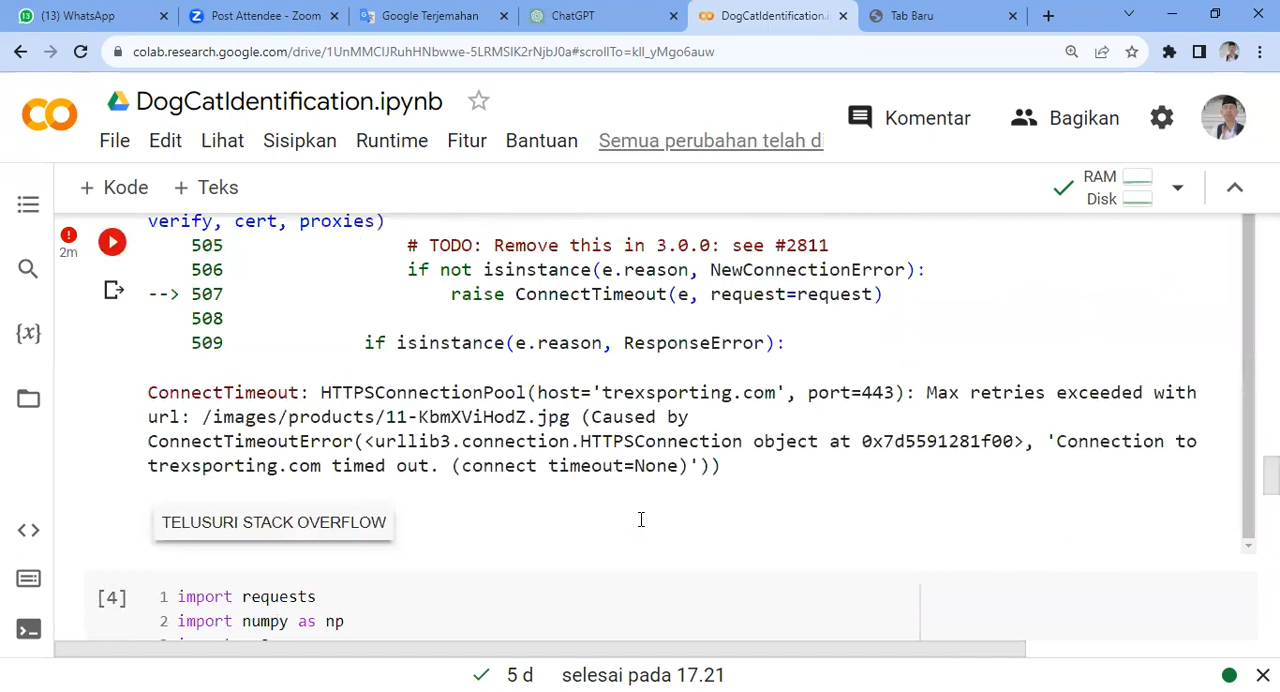 (13) WhatsApp
Post Attendee - Zoom
Google Terjemahan
ChatGPT
DogCatIdentification.i
Tab Baru
colab.research.google.com/drive/1UnMMCIJRuhHNbwwe-5LRMSIK2rNjbJ0a#scrollTo=kll_yMgo6auw
DogCatIdentification.ipynb
Komentar
Bagikan
File Edit Lihat Sisipkan Runtime Fitur Bantuan Semua perubahan telah di
+ Kode + Teks
RAM
Disk
verify, cert, proxies)
2m
505 # TODO: Remove this in 3.0.0: see #2811
506 if not isinstance(e.reason, NewConnectionError):
--> 507 raise ConnectTimeout(e, request=request)
508
509 if isinstance(e.reason, ResponseError):
ConnectTimeout: HTTPSConnectionPool(host='trexsporting.com', port=443): Max retries exceeded with
url: /images/products/11-KbmXViHodZ.jpg (Caused by
ConnectTimeoutError(<urllib3.connection.HTTPSConnection object at 0x7d5591281f00>, 'Connection to
trexsporting.com timed out. (connect timeout=None)'))
TELUSURI STACK OVERFLOW
[4] 1 import requests
2 import numpy as np
5 d selesai pada 17.21